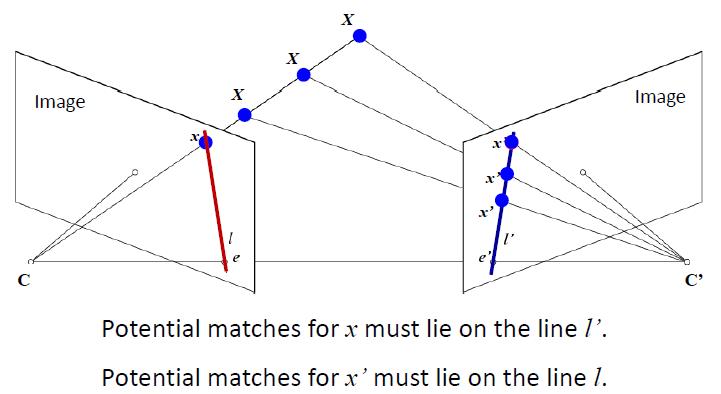 X
X
X
Image
Image
x
x'
x'
x'
l
e
l'
e'
C
C'
Potential matches for x must lie on the line l'.
Potential matches for x' must lie on the line l.